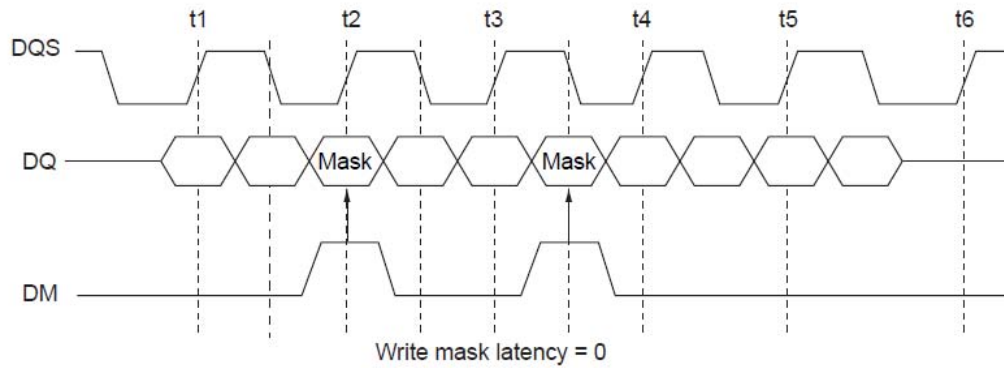 t1 t2 t3 t4 t5 t6
DQS
DQ Mask Mask
DM
Write mask latency = 0